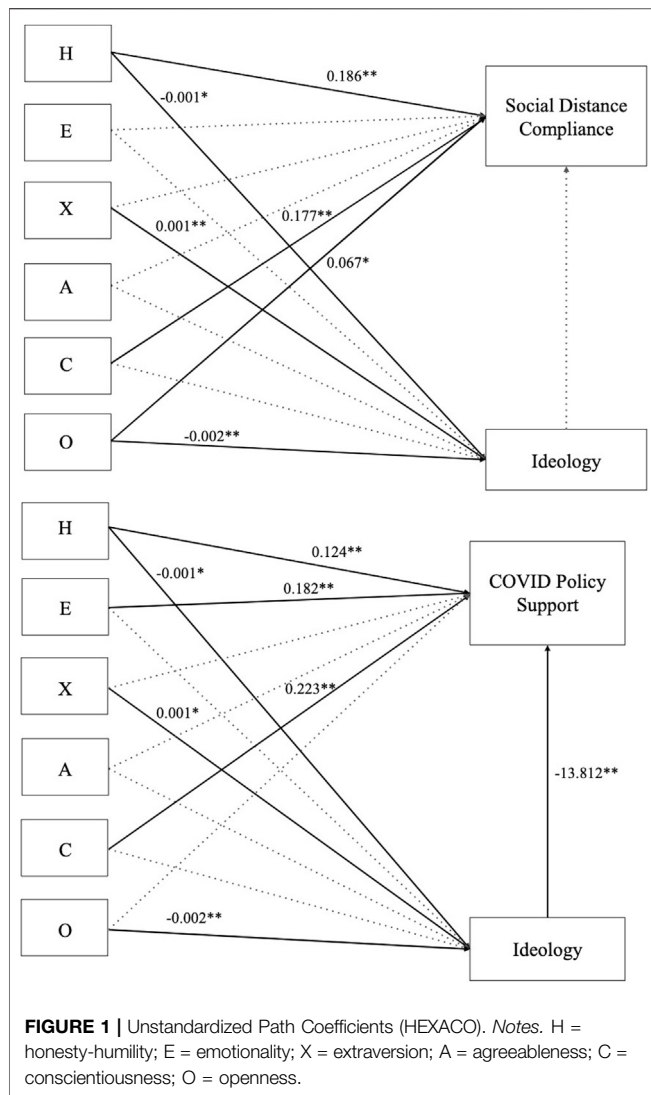 H
0.186**
-0.001*
Social Distance
Compliance
E
X
0.177**
0.001**
0.067*
A
C
O
-0.002**
Ideology
H
0.124**
-0.001*
COVID Policy
Support
0.182**
E
X
0.223**
0.001*
A
-13.812**
C
O
-0.002**
Ideology
FIGURE 1 | Unstandardized Path Coefficients (HEXACO). Notes. H =
honesty-humility; E = emotionality; X = extraversion; A = agreeableness; C =
conscientiousness; O = openness.